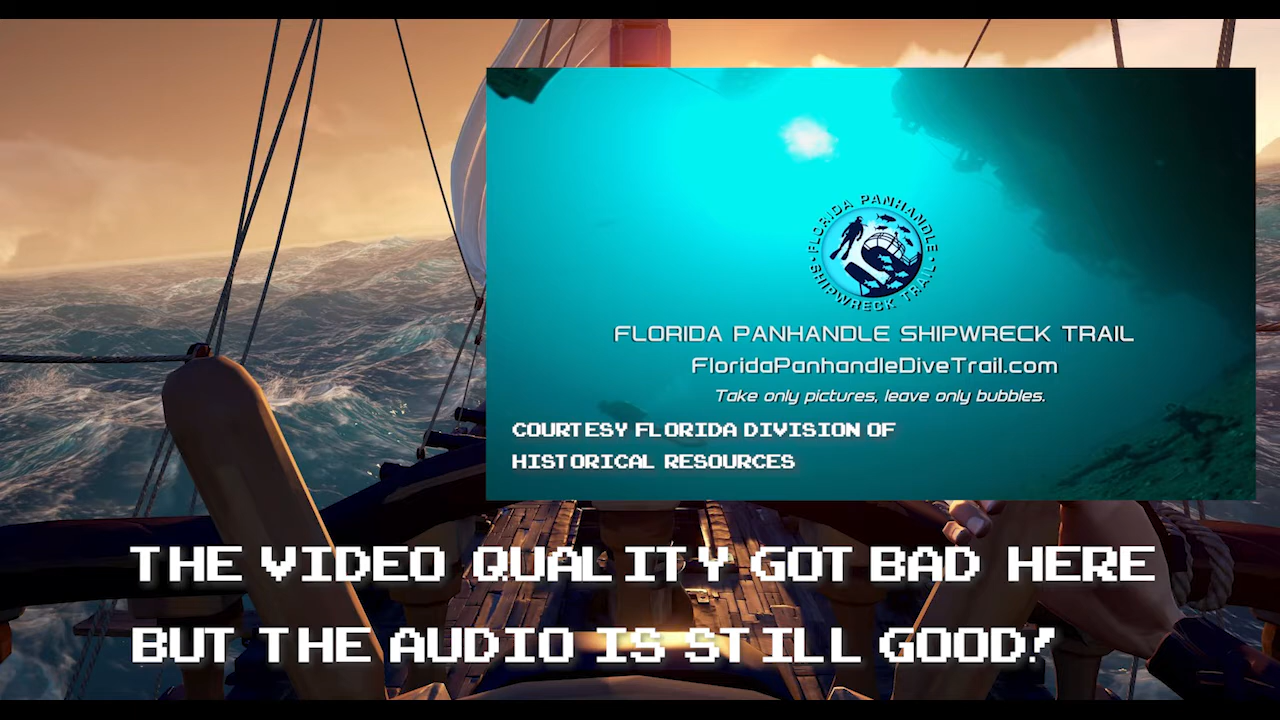 FLORIDA PANHANDLE
SHIPWRECK TRAIL
FLORIDA PANHANDLE SHIPWRECK TRAIL
FloridaPanhandleDiveTrail.com
Take only pictures, leave only bubbles.
COURTESY FLORIDA DIVISION OF
HISTORICAL RESOURCES
THE VIDEO QUALITY GOT BAD HERE
BUT THE AUDIO IS STILL GOOD!